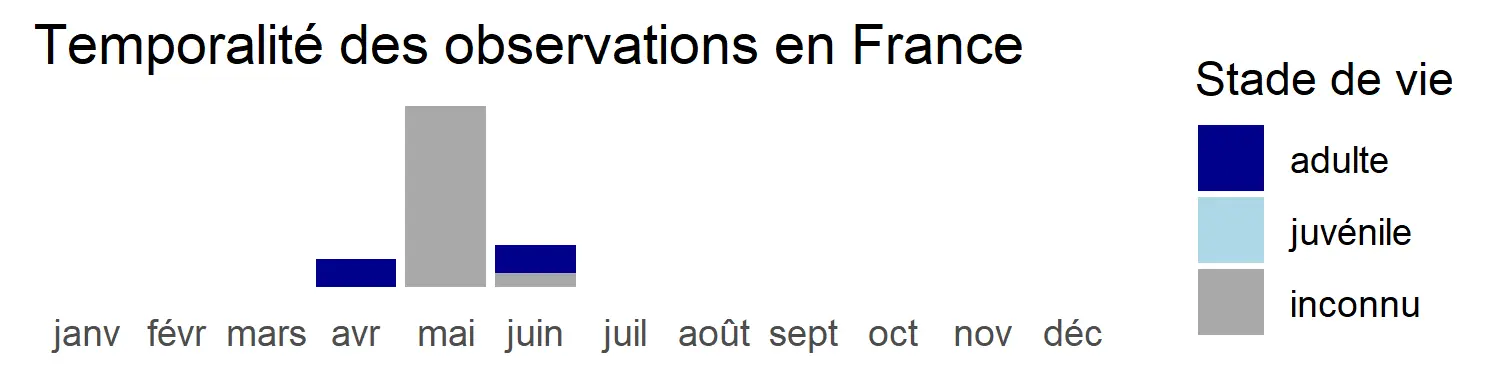 Temporalité des observations en France
janv févr mars avr mai juin juil août sept oct nov déc
Stade de vie
adulte
juvénile
inconnu